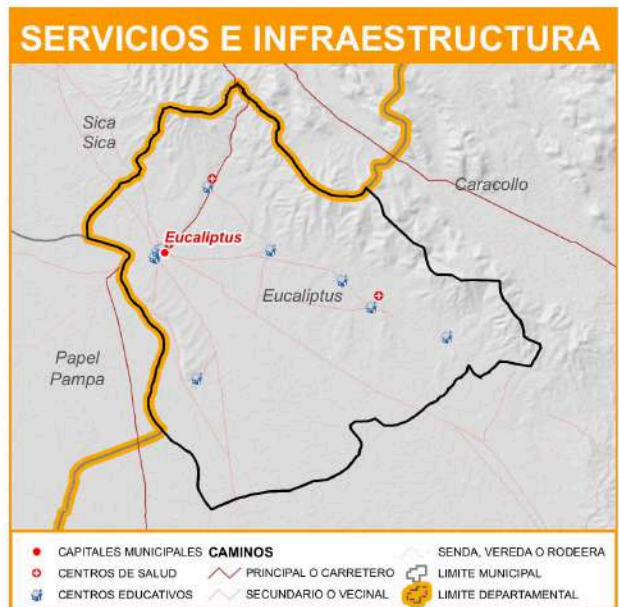 SERVICIOS E INFRAESTRUCTURA
Sica
Sica
Caracollo
Eucaliptus
Eucaliptus
Papel
Pampa
CAPITALES MUNICIPALES
CENTROS DE SALUD
CENTROS EDUCATIVOS
CAMINOS
PRINCIPAL O CARRETERO
SECUNDARIO O VECINAL
SENDA, VEREDA O RODEERA
LIMITE MUNICIPAL
LIMITE DEPARTAMENTAL